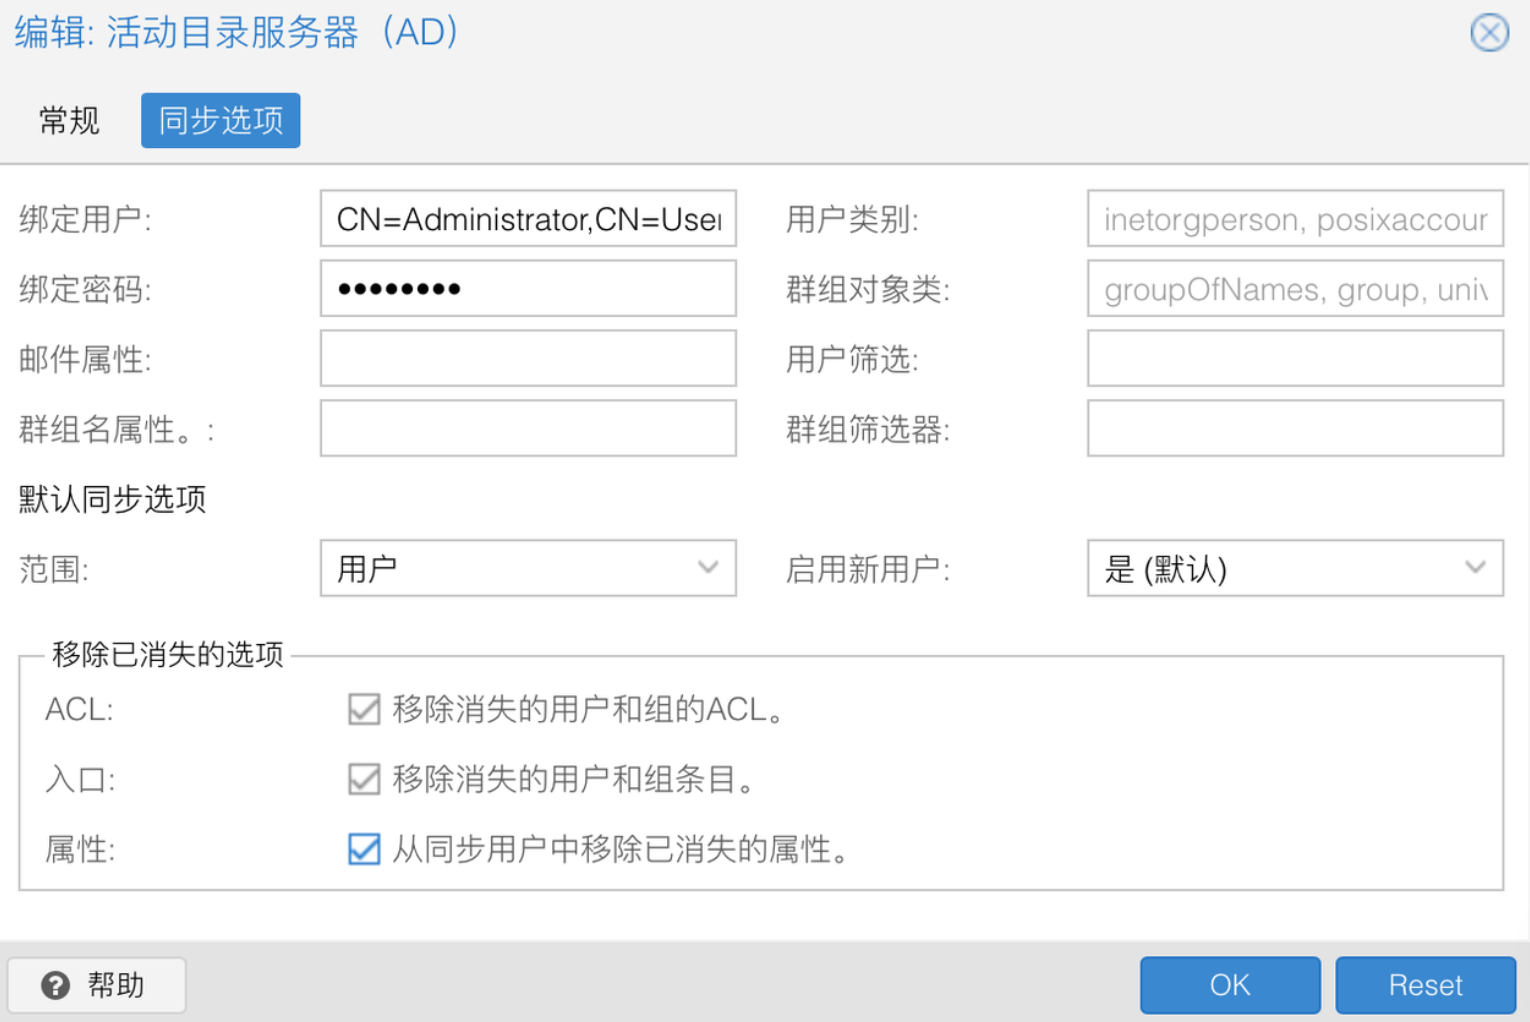 编辑: 活动目录服务器（AD）
常规 同步选项
绑定用户: CN=Administrator,CN=User 用户类别: inetorgperson, posixaccour
绑定密码: •••••••• 群组对象类: groupOfNames, group, univ
邮件属性: 用户筛选:
群组名属性。: 群组筛选器:
默认同步选项
范围: 用户 启用新用户: 是 (默认)
移除已消失的选项
ACL: 移除消失的用户和组的ACL。
入口: 移除消失的用户和组条目。
属性: 从同步用户中移除已消失的属性。
帮助 OK Reset